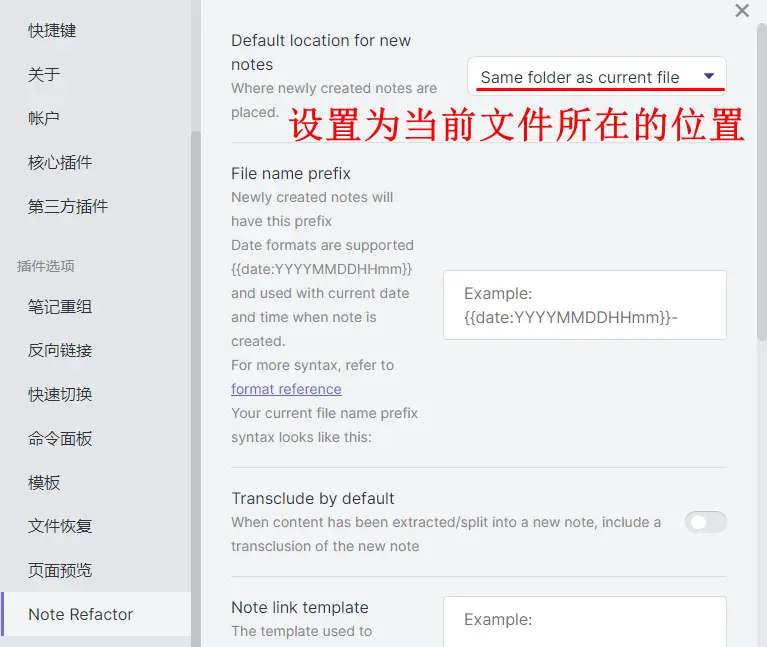 快捷键
关于
帐户
核心插件
第三方插件
插件选项
笔记重组
反向链接
快速切换
命令面板
模板
文件恢复
页面预览
Note Refactor
Default location for new
notes
Where newly created notes are
placed.
Same folder as current file
设置为当前文件所在的位置
File name prefix
Newly created notes will
have this prefix
Date formats are supported
{{date:YYYYMMDDHHmm}}
and used with current date
and time when note is
created.
For more syntax, refer to
format reference
Your current file name prefix
syntax looks like this:
Example:
{{date:YYYYMMDDHHmm}}-
Transclude by default
When content has been extracted/split into a new note, include a
transclusion of the new note
Note link template
The template used to
Example: